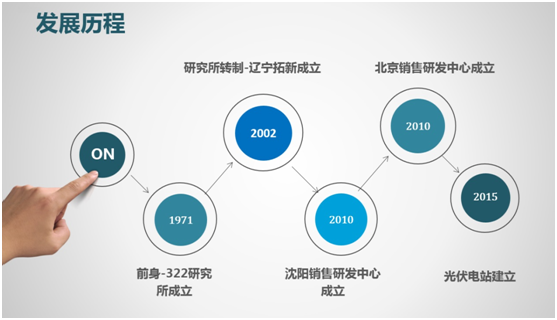 发展历程
研究所转制-辽宁拓新成立
北京销售研发中心成立
ON
2002
2010
1971
2010
2015
前身-322研究
所成立
沈阳销售研发中心
成立
光伏电站建立